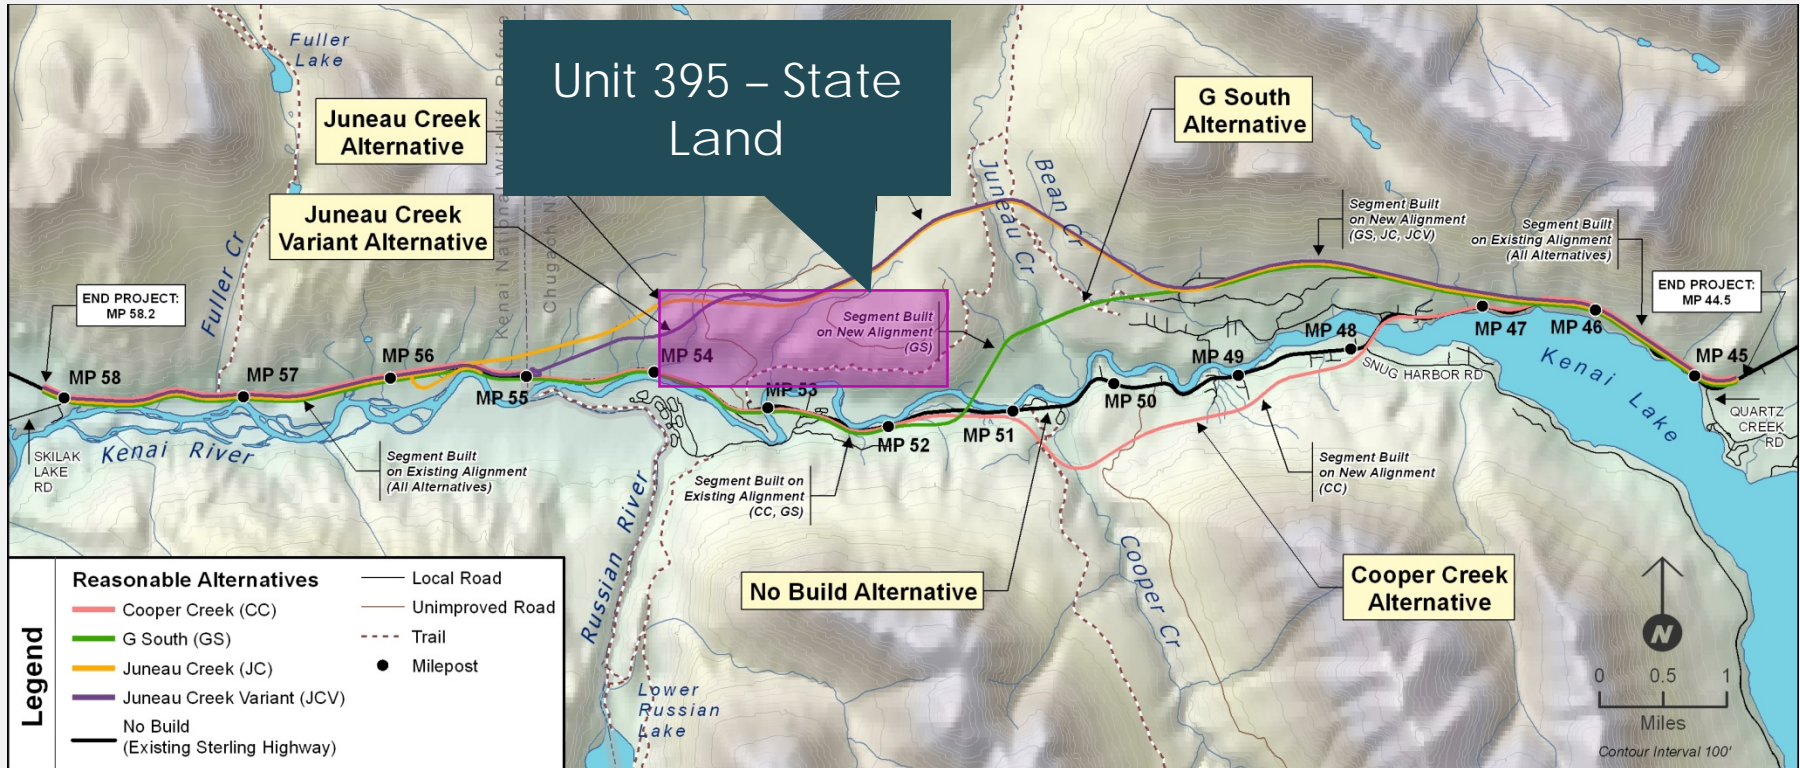 Fuller
Lake
Juneau Creek
Alternative
Unit 395 – State
Land
G South
Alternative
Juneau Creek
Variant Alternative
Fuller Cr
Kenai National Wildlife Refuge
Juneau Cr
Bean Cr
Segment Built
on New Alignment
(GS, JC, JCV)
Segment Built
on Existing Alignment
(All Alternatives)
END PROJECT:
MP 58.2
END PROJECT:
MP 44.5
Segment Built
on New Alignment
(GS)
MP 58
MP 57
MP 56
MP 55
MP 54
MP 53
MP 52
MP 51
MP 50
MP 49
MP 48
MP 47
MP 46
MP 45
SNUG HARBOR RD
Kenai Lake
QUARTZ
CREEK
RD
SKILAK
LAKE
RD
Kenai River
Segment Built
on Existing Alignment
(All Alternatives)
Russian River
Segment Built on
Existing Alignment
(CC, GS)
Segment Built
on New Alignment
(CC)
No Build Alternative
Cooper Cr
Cooper Creek
Alternative
Lower
Russian
Lake
Legend
Reasonable Alternatives
Cooper Creek (CC)
G South (GS)
Juneau Creek (JC)
Juneau Creek Variant (JCV)
No Build
(Existing Sterling Highway)
Local Road
Unimproved Road
Trail
Milepost
N
0 0.5 1
Miles
Contour Interval 100'